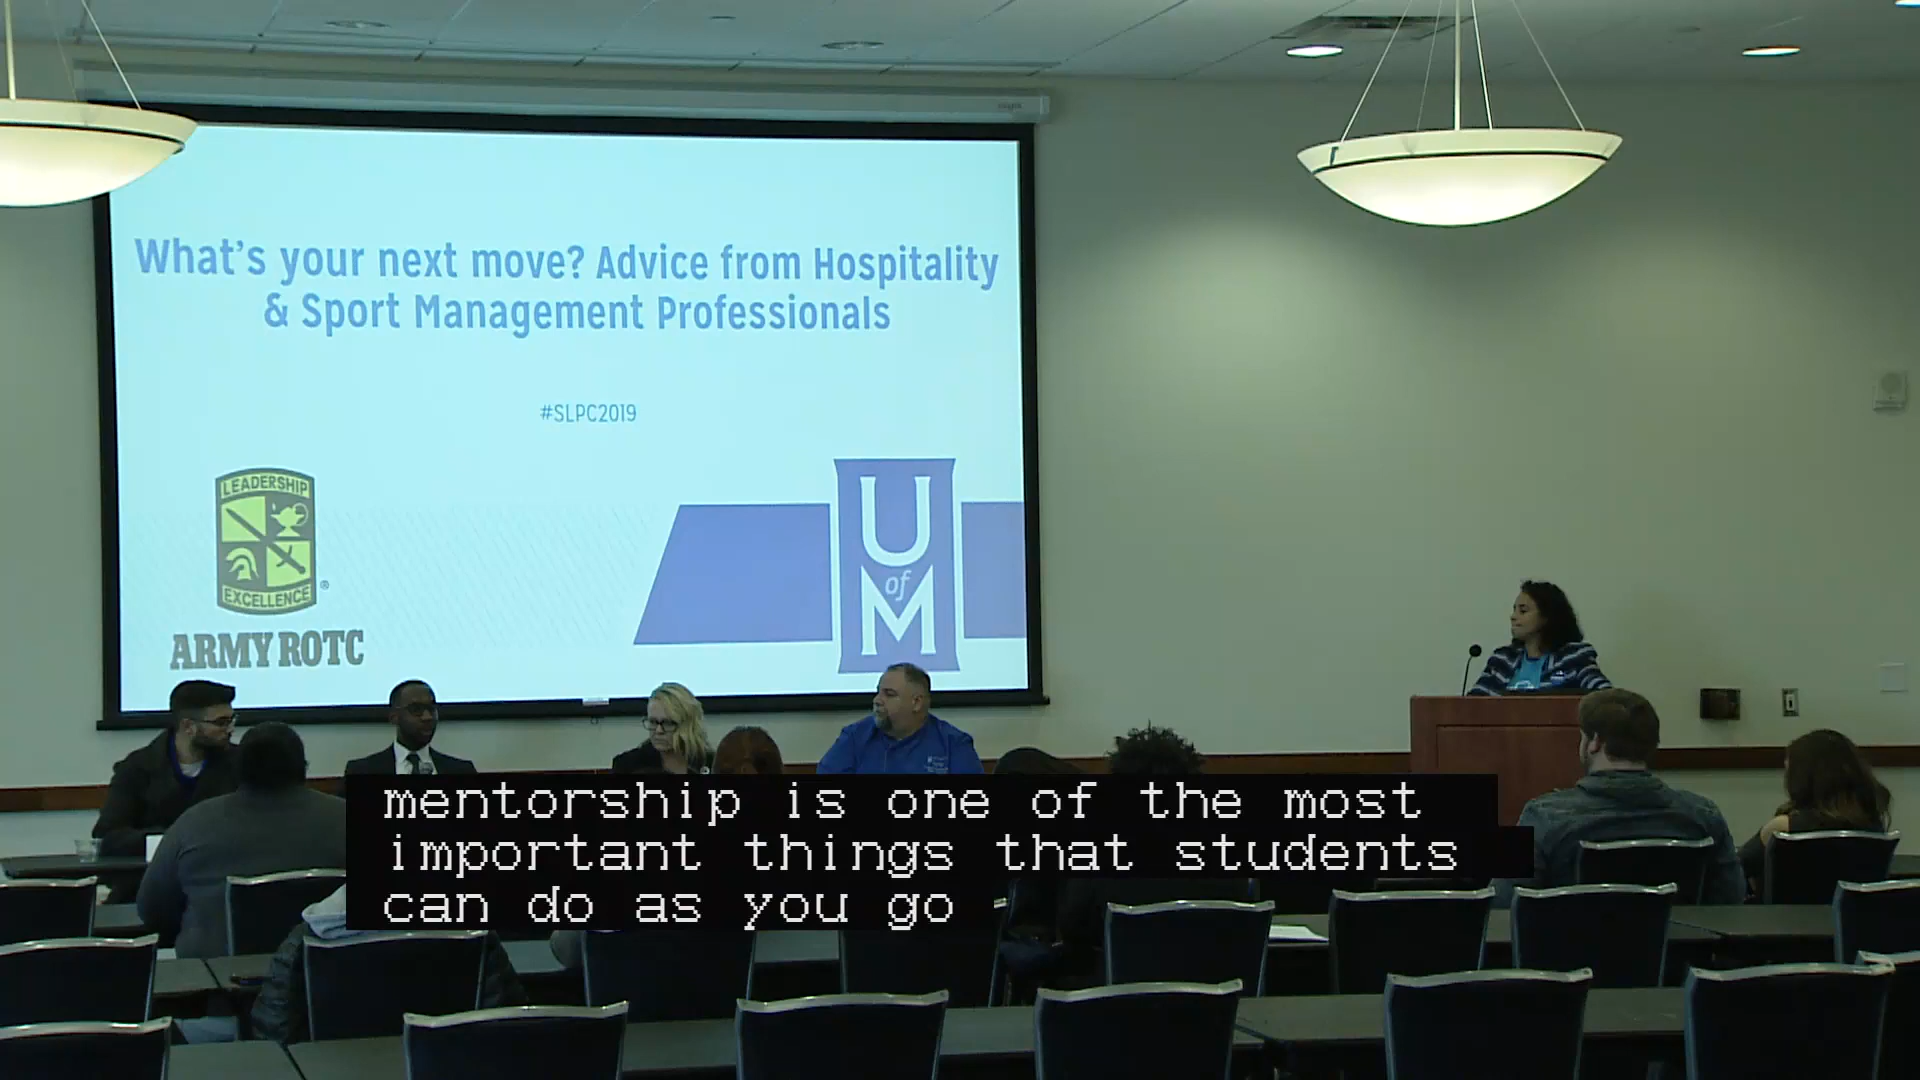 What's your next move? Advice from Hospitality
& Sport Management Professionals
#SLPC2019
LEADERSHIP
EXCELLENCE
®
ARMY ROTC
U
of
M
mentorship is one of the most
important things that students
can do as you go